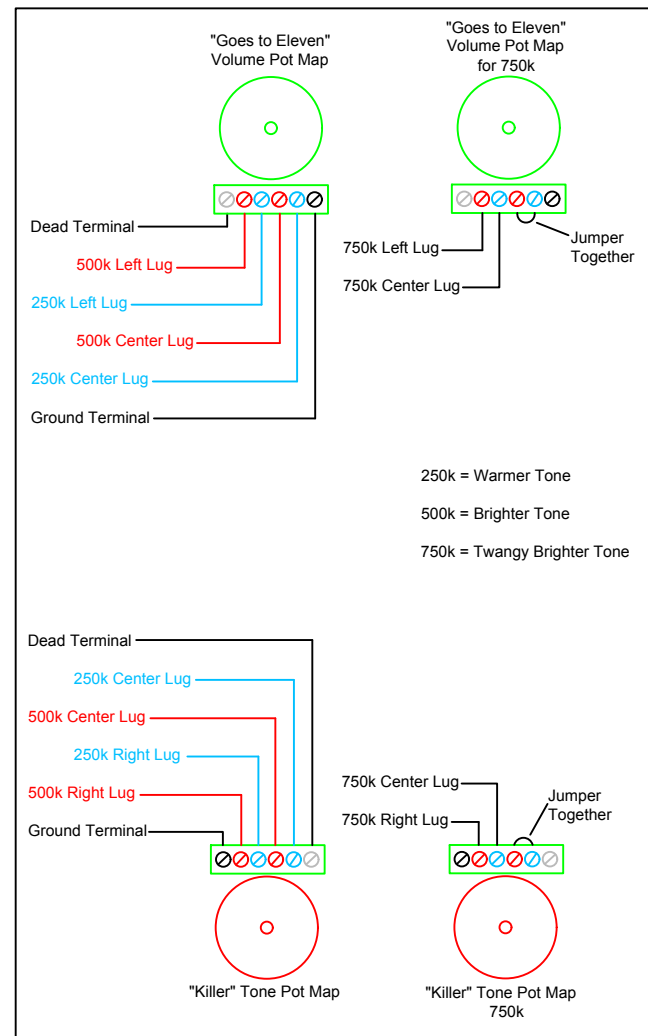 "Goes to Eleven"
Volume Pot Map
"Goes to Eleven"
Volume Pot Map
for 750k
Dead Terminal
500k Left Lug
250k Left Lug
500k Center Lug
250k Center Lug
Ground Terminal
750k Left Lug
750k Center Lug
Jumper
Together
250k = Warmer Tone
500k = Brighter Tone
750k = Twangy Brighter Tone
Dead Terminal
250k Center Lug
500k Center Lug
250k Right Lug
500k Right Lug
Ground Terminal
750k Center Lug
750k Right Lug
Jumper
Together
"Killer" Tone Pot Map
"Killer" Tone Pot Map
750k